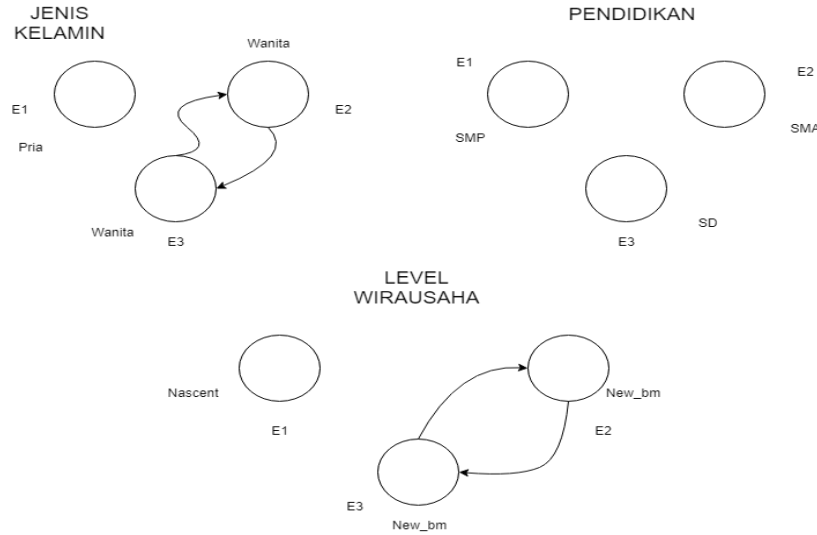 JENIS
KELAMIN
Wanita
E1
E2
Pria
Wanita
E3
PENDIDIKAN
E1
E2
SMP
SMA
SD
E3
LEVEL
WIRAUSAHA
Nascent
New_bm
E1
E2
E3
New_bm